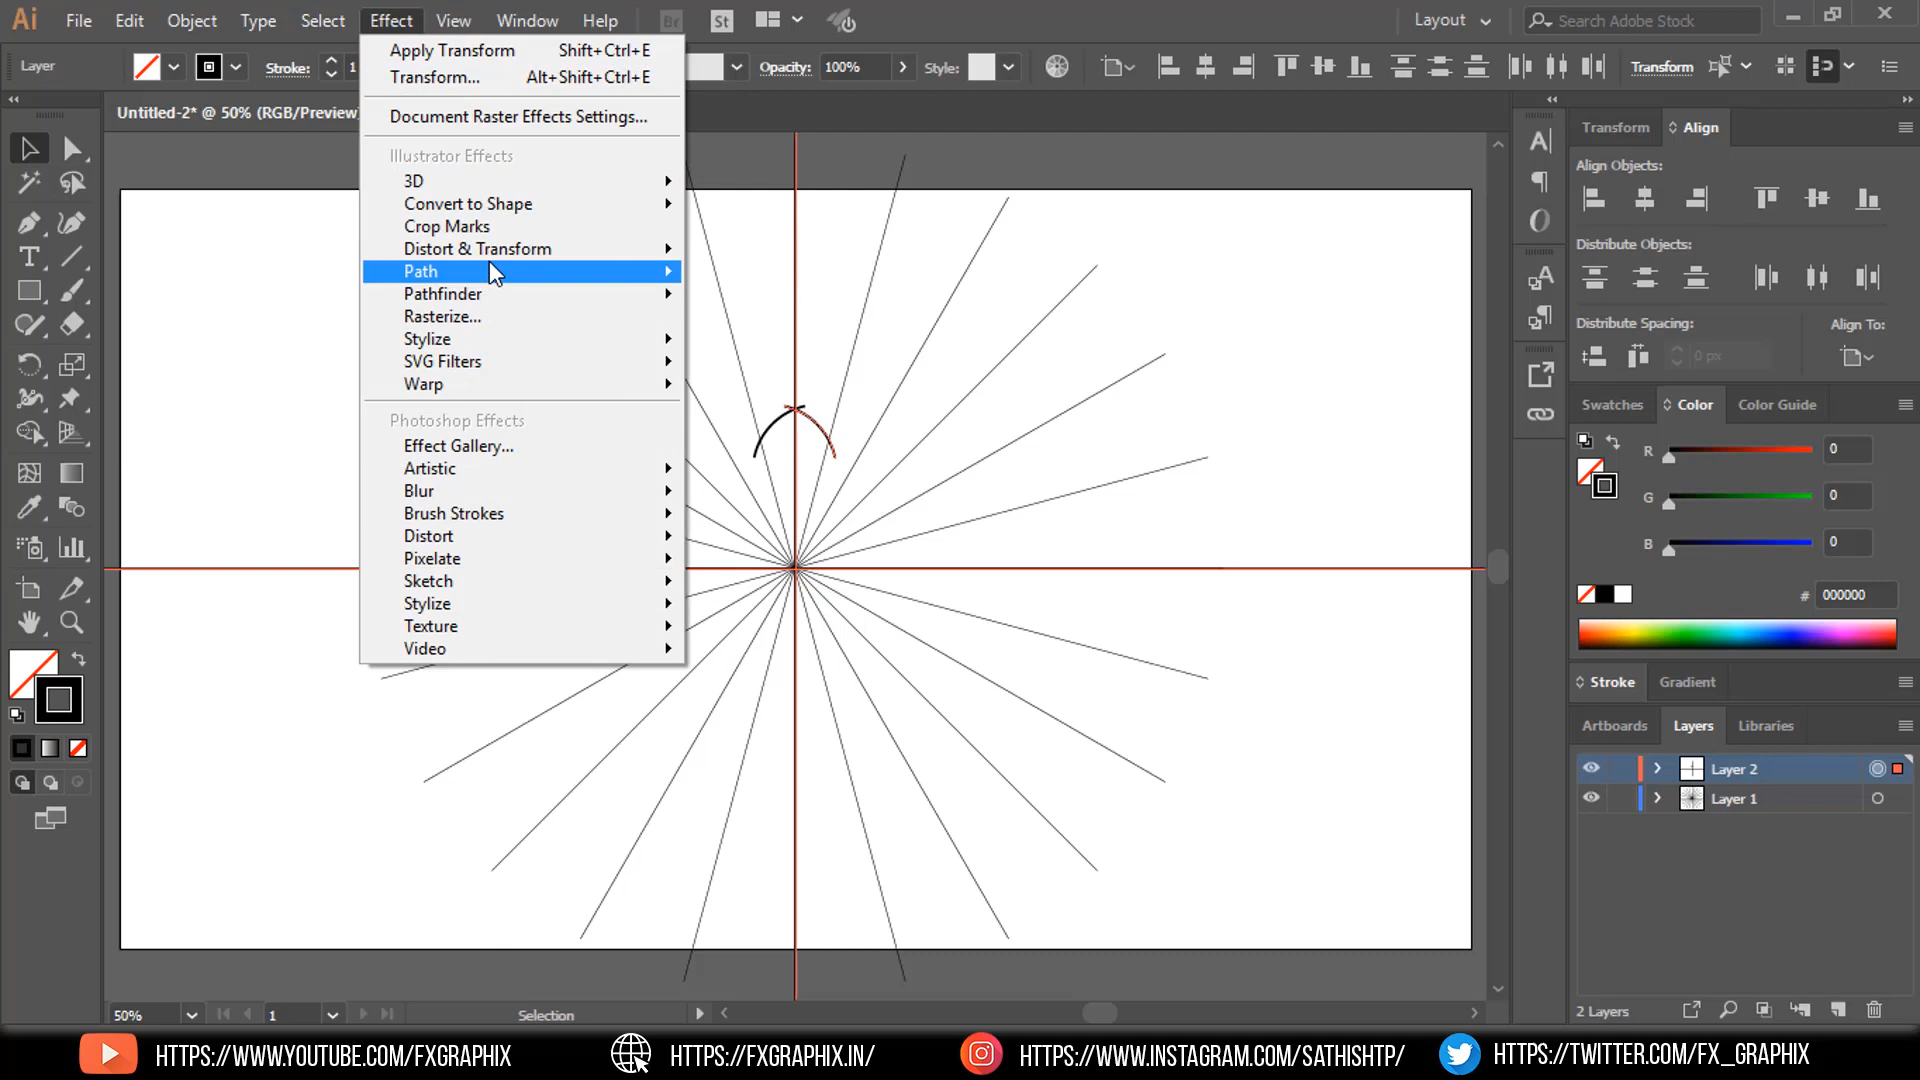 Ai File Edit Object Type Select Effect View Window Help Br St Layout Search Adobe Stock
Layer Stroke: 1 Opacity: 100% Style: Transform
Untitled-2* @ 50% (RGB/Preview)
Apply Transform Shift+Ctrl+E
Transform... Alt+Shift+Ctrl+E
Document Raster Effects Settings...
Illustrator Effects
3D
Convert to Shape
Crop Marks
Distort & Transform
Path
Pathfinder
Rasterize...
Stylize
SVG Filters
Warp
Photoshop Effects
Effect Gallery...
Artistic
Blur
Brush Strokes
Distort
Pixelate
Sketch
Stylize
Texture
Video
Transform Align
Align Objects:
Distribute Objects:
Distribute Spacing: Align To:
0 px
Swatches Color Color Guide
R 0
G 0
B 0
# 000000
Stroke Gradient
Artboards Layers Libraries
Layer 2
Layer 1
2 Layers
50% 1 Selection
HTTPS://WWW.YOUTUBE.COM/FXGRAPHIX HTTPS://FXGRAPHIX.IN/ HTTPS://WWW.INSTAGRAM.COM/SATHISHTP/ HTTPS://TWITTER.COM/FX_GRAPHIX